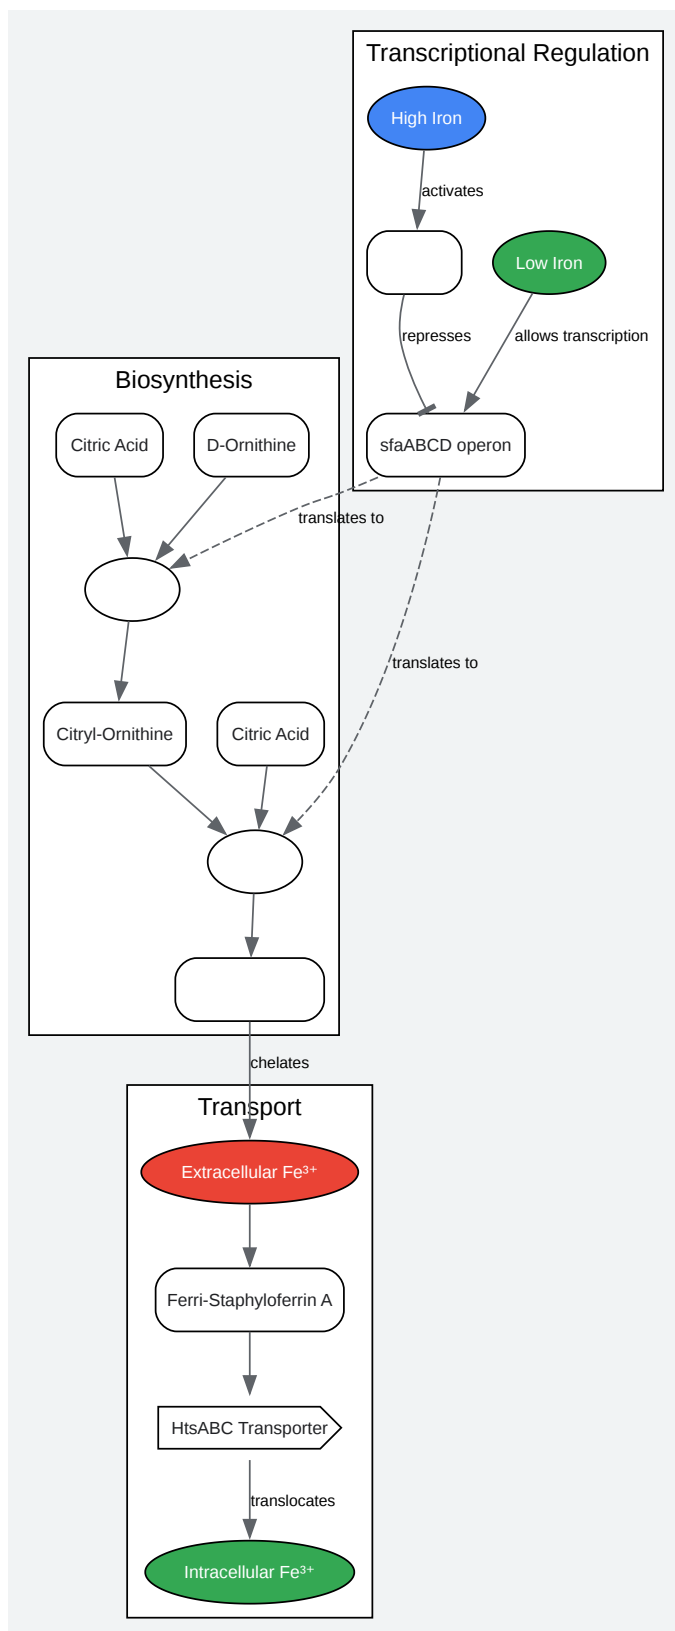 Transcriptional Regulation
High Iron
activates
Low Iron
represses
allows transcription
sfaABCD operon
Biosynthesis
Citric Acid
D-Ornithine
translates to
translates to
Citryl-Ornithine
Citric Acid
chelates
Transport
Extracellular Fe³⁺
Ferri-Staphyloferrin A
HtsABC Transporter
translocates
Intracellular Fe³⁺